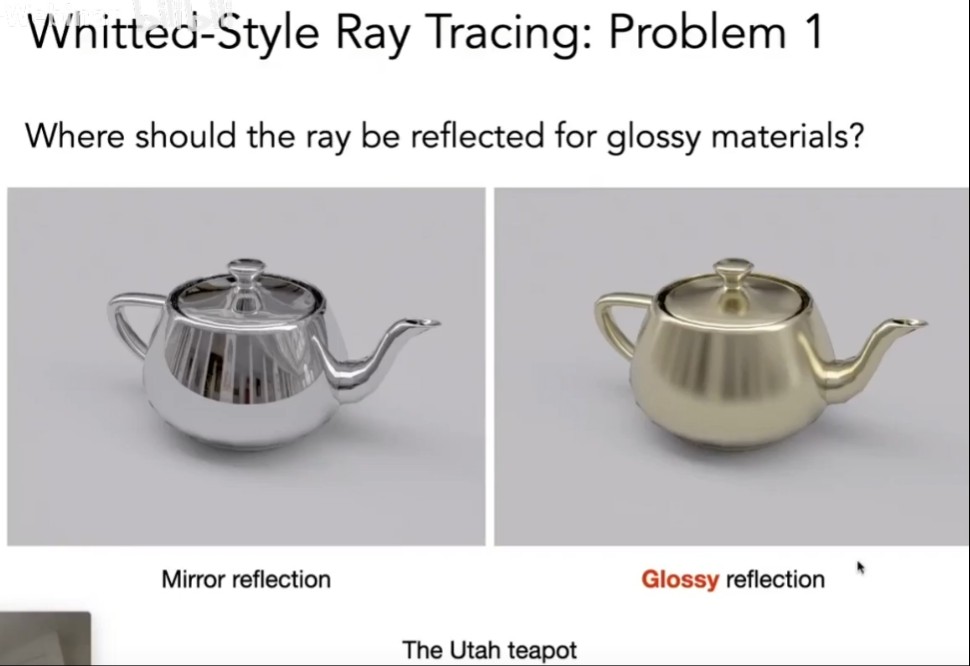 Whitted-Style Ray Tracing: Problem 1
Where should the ray be reflected for glossy materials?
Mirror reflection
Glossy reflection
The Utah teapot